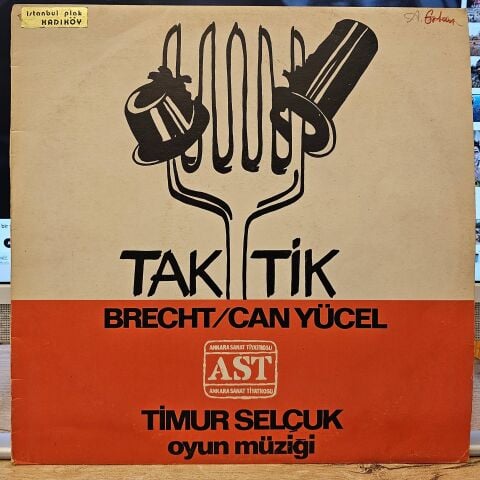 istanbul plak
KADIKÖY
TAK TİK
BRECHT/CAN YÜCEL
ANKARA SANAT TİYATROSU
AST
ANKARA SANAT TİYATROSU
TİMUR SELÇUK
oyun müziği